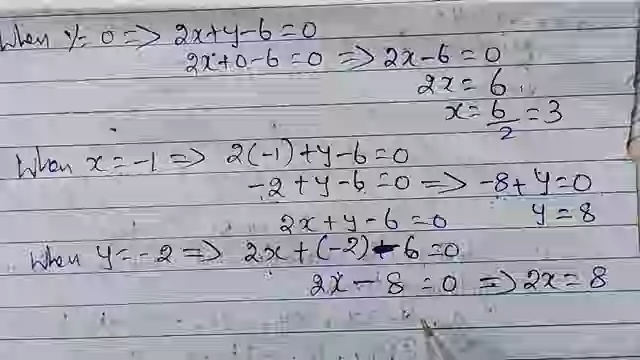 When y=0 => 2x+y-6=0
2x+0-6=0 => 2x-6=0
2x=6
x=6/2=3
When x=-1 => 2(-1)+y-6=0
-2+y-6=0 => -8+y=0
2x+y-6=0 y=8
When y=-2 => 2x+(-2)-6=0
2x-8=0 => 2x=8